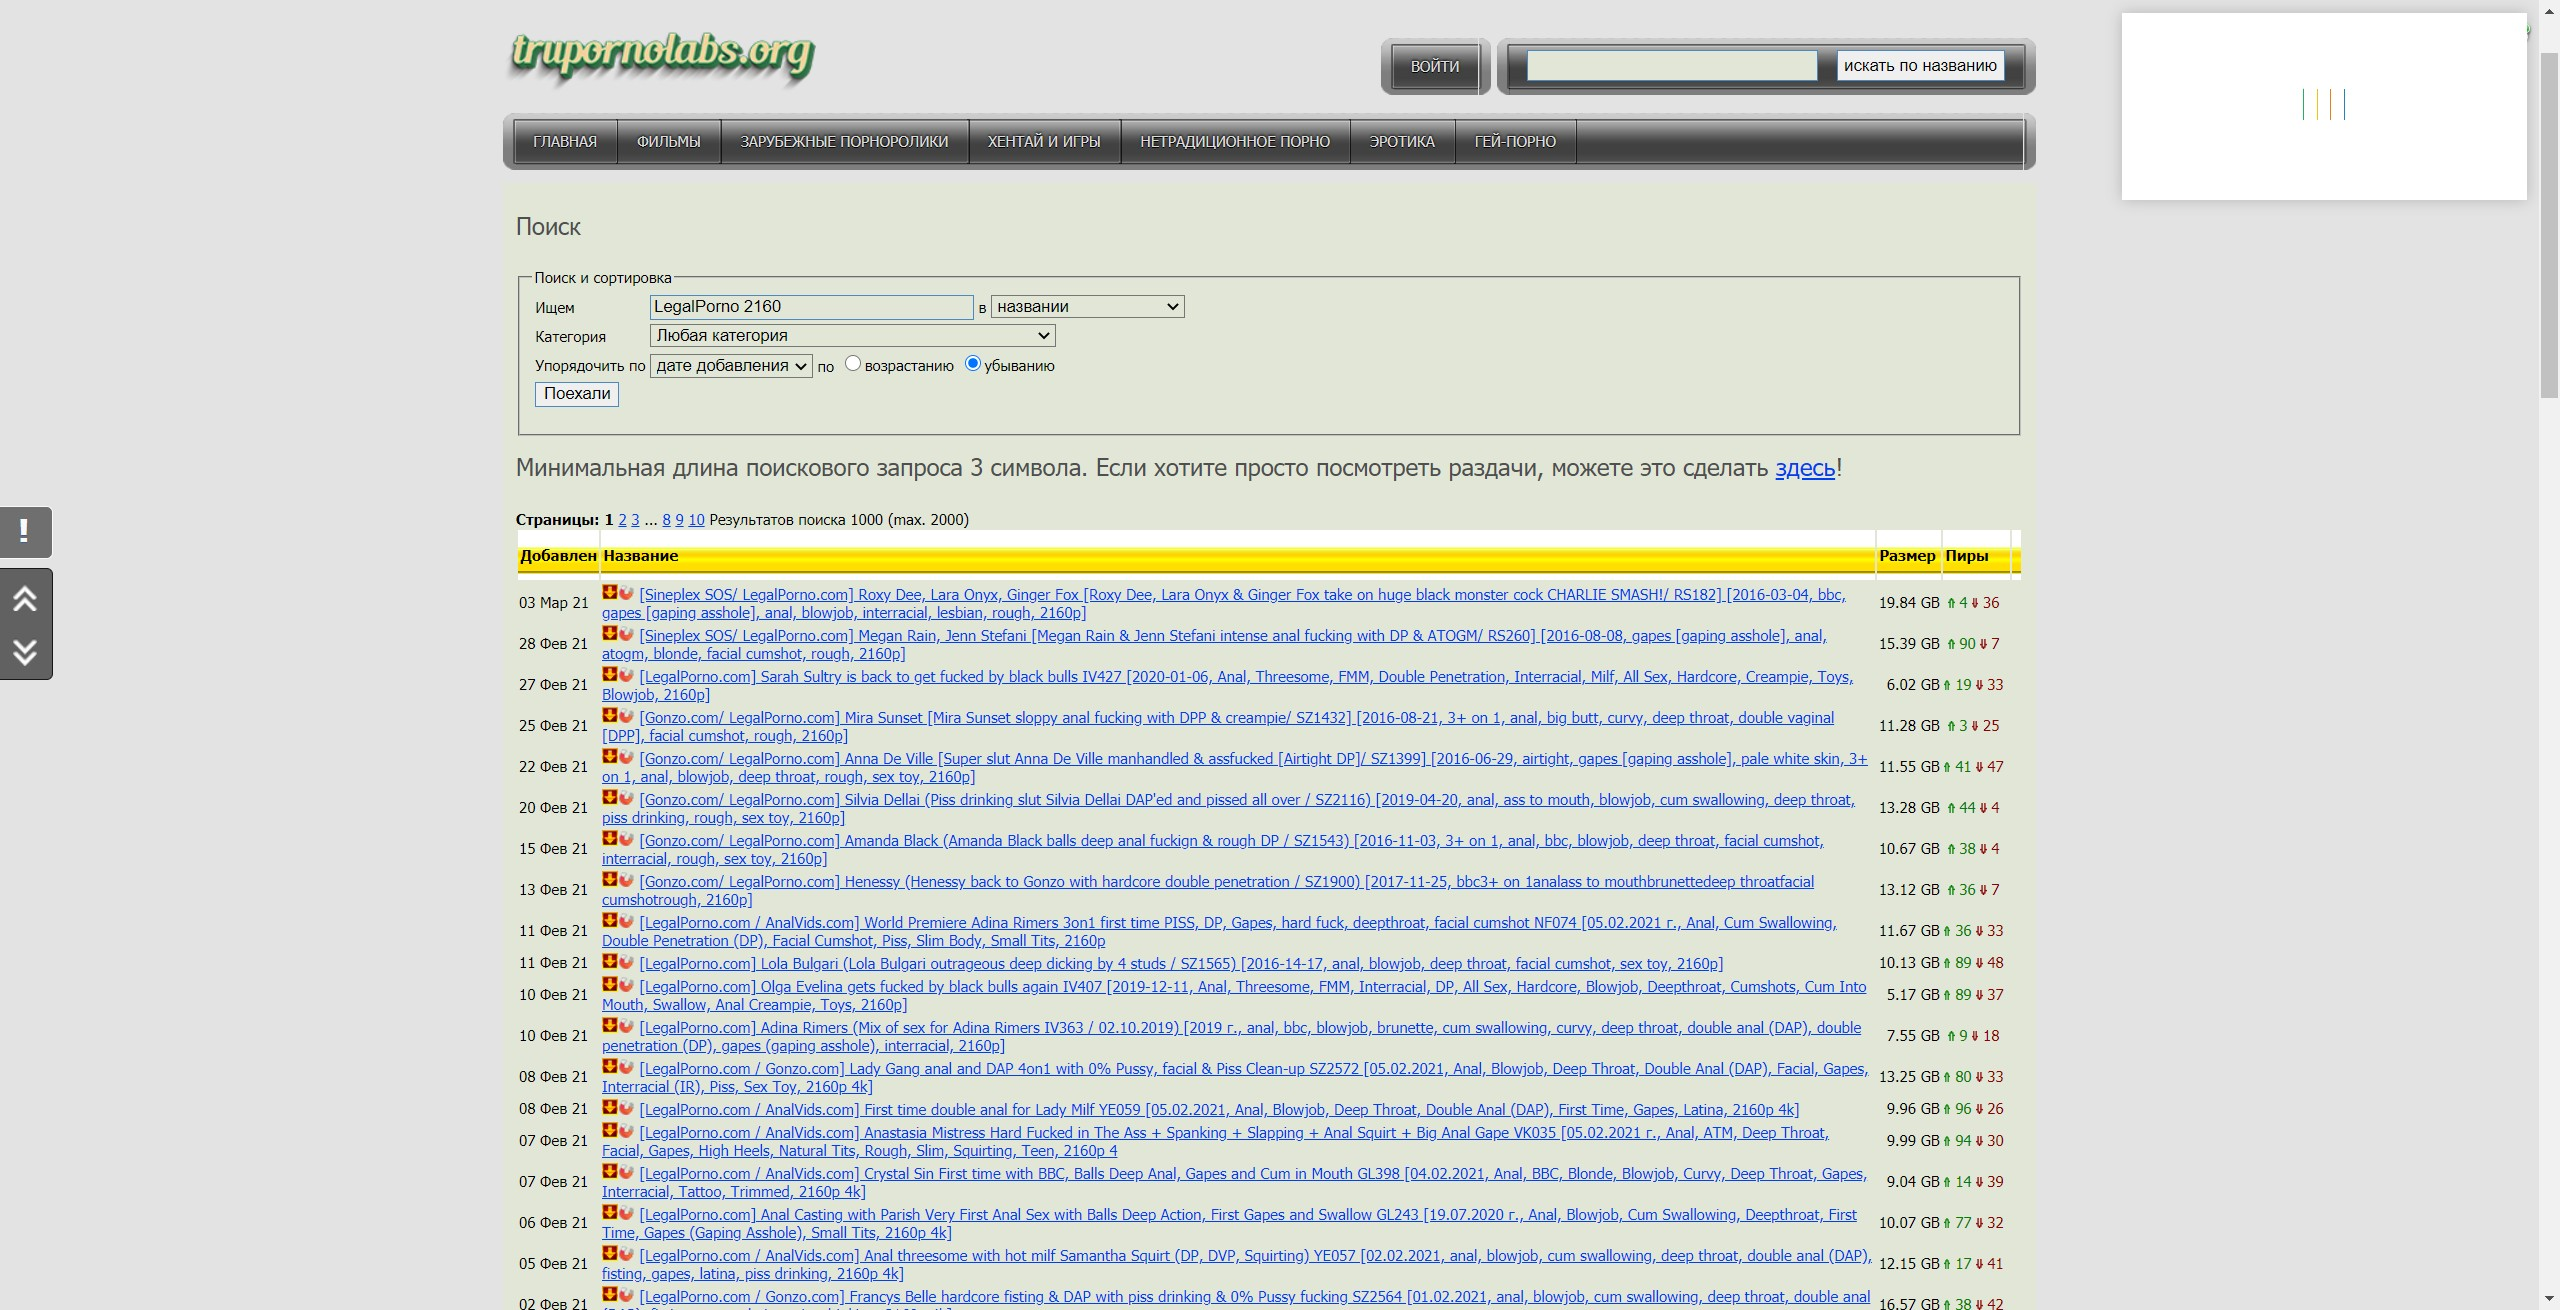 trupornolabs.org
ВОЙТИ
искать по названию
ГЛАВНАЯ ФИЛЬМЫ ЗАРУБЕЖНЫЕ ПОРНОРОЛИКИ ХЕНТАЙ И ИГРЫ НЕТРАДИЦИОННОЕ ПОРНО ЭРОТИКА ГЕЙ-ПОРНО
Поиск
Поиск и сортировка
Ищем LegalPorno 2160 в названии
Категория Любая категория
Упорядочить по дате добавления по возрастанию убыванию
Поехали
Минимальная длина поискового запроса 3 символа. Если хотите просто посмотреть раздачи, можете это сделать здесь!
!
Страницы: 1 2 3 ... 8 9 10 Результатов поиска 1000 (max. 2000)
Добавлен Название Размер Пиры
03 Мар 21 [Sineplex SOS/ LegalPorno.com] Roxy Dee, Lara Onyx, Ginger Fox [Roxy Dee, Lara Onyx & Ginger Fox take on huge black monster cock CHARLIE SMASH!/ RS182] [2016-03-04, bbc,
gapes [gaping asshole], anal, blowjob, interracial, lesbian, rough, 2160p] 19.84 GB 4 36
28 Фев 21 [Sineplex SOS/ LegalPorno.com] Megan Rain, Jenn Stefani [Megan Rain & Jenn Stefani intense anal fucking with DP & ATOGM/ RS260] [2016-08-08, gapes [gaping asshole], anal,
atogm, blonde, facial cumshot, rough, 2160p] 15.39 GB 90 7
27 Фев 21 [LegalPorno.com] Sarah Sultry is back to get fucked by black bulls IV427 [2020-01-06, Anal, Threesome, FMM, Double Penetration, Interracial, Milf, All Sex, Hardcore, Creampie, Toys,
Blowjob, 2160p] 6.02 GB 19 33
25 Фев 21 [Gonzo.com/ LegalPorno.com] Mira Sunset [Mira Sunset sloppy anal fucking with DPP & creampie/ SZ1432] [2016-08-21, 3+ on 1, anal, big butt, curvy, deep throat, double vaginal
[DPP], facial cumshot, rough, 2160p] 11.28 GB 3 25
22 Фев 21 [Gonzo.com/ LegalPorno.com] Anna De Ville [Super slut Anna De Ville manhandled & assfucked [Airtight DP]/ SZ1399] [2016-06-29, airtight, gapes [gaping asshole], pale white skin, 3+
on 1, anal, blowjob, deep throat, rough, sex toy, 2160p] 11.55 GB 41 47
20 Фев 21 [Gonzo.com/ LegalPorno.com] Silvia Dellai (Piss drinking slut Silvia Dellai DAP'ed and pissed all over / SZ2116) [2019-04-20, anal, ass to mouth, blowjob, cum swallowing, deep throat,
piss drinking, rough, sex toy, 2160p] 13.28 GB 44 4
15 Фев 21 [Gonzo.com/ LegalPorno.com] Amanda Black (Amanda Black balls deep anal fuckign & rough DP / SZ1543) [2016-11-03, 3+ on 1, anal, bbc, blowjob, deep throat, facial cumshot,
interracial, rough, sex toy, 2160p] 10.67 GB 38 4
13 Фев 21 [Gonzo.com/ LegalPorno.com] Henessy (Henessy back to Gonzo with hardcore double penetration / SZ1900) [2017-11-25, bbc3+ on 1analass to mouthbrunettedeep throatfacial
cumshotrough, 2160p] 13.12 GB 36 7
11 Фев 21 [LegalPorno.com / AnalVids.com] World Premiere Adina Rimers 3on1 first time PISS, DP, Gapes, hard fuck, deepthroat, facial cumshot NF074 [05.02.2021 г., Anal, Cum Swallowing,
Double Penetration (DP), Facial Cumshot, Piss, Slim Body, Small Tits, 2160p 11.67 GB 36 33
11 Фев 21 [LegalPorno.com] Lola Bulgari (Lola Bulgari outrageous deep dicking by 4 studs / SZ1565) [2016-14-17, anal, blowjob, deep throat, facial cumshot, sex toy, 2160p] 10.13 GB 89 48
10 Фев 21 [LegalPorno.com] Olga Evelina gets fucked by black bulls again IV407 [2019-12-11, Anal, Threesome, FMM, Interracial, DP, All Sex, Hardcore, Blowjob, Deepthroat, Cumshots, Cum Into
Mouth, Swallow, Anal Creampie, Toys, 2160p] 5.17 GB 89 37
10 Фев 21 [LegalPorno.com] Adina Rimers (Mix of sex for Adina Rimers IV363 / 02.10.2019) [2019 г., anal, bbc, blowjob, brunette, cum swallowing, curvy, deep throat, double anal (DAP), double
penetration (DP), gapes (gaping asshole), interracial, 2160p] 7.55 GB 9 18
08 Фев 21 [LegalPorno.com / Gonzo.com] Lady Gang anal and DAP 4on1 with 0% Pussy, facial & Piss Clean-up SZ2572 [05.02.2021, Anal, Blowjob, Deep Throat, Double Anal (DAP), Facial, Gapes,
Interracial (IR), Piss, Sex Toy, 2160p 4k] 13.25 GB 80 33
08 Фев 21 [LegalPorno.com / AnalVids.com] First time double anal for Lady Milf YE059 [05.02.2021, Anal, Blowjob, Deep Throat, Double Anal (DAP), First Time, Gapes, Latina, 2160p 4k] 9.96 GB 96 26
07 Фев 21 [LegalPorno.com / AnalVids.com] Anastasia Mistress Hard Fucked in The Ass + Spanking + Slapping + Anal Squirt + Big Anal Gape VK035 [05.02.2021 г., Anal, ATM, Deep Throat,
Facial, Gapes, High Heels, Natural Tits, Rough, Slim, Squirting, Teen, 2160p 4 9.99 GB 94 30
07 Фев 21 [LegalPorno.com / AnalVids.com] Crystal Sin First time with BBC, Balls Deep Anal, Gapes and Cum in Mouth GL398 [04.02.2021, Anal, BBC, Blonde, Blowjob, Curvy, Deep Throat, Gapes,
Interracial, Tattoo, Trimmed, 2160p 4k] 9.04 GB 14 39
06 Фев 21 [LegalPorno.com] Anal Casting with Parish Very First Anal Sex with Balls Deep Action, First Gapes and Swallow GL243 [19.07.2020 г., Anal, Blowjob, Cum Swallowing, Deepthroat, First
Time, Gapes (Gaping Asshole), Small Tits, 2160p 4k] 10.07 GB 77 32
05 Фев 21 [LegalPorno.com / AnalVids.com] Anal threesome with hot milf Samantha Squirt (DP, DVP, Squirting) YE057 [02.02.2021, anal, blowjob, cum swallowing, deep throat, double anal (DAP),
fisting, gapes, latina, piss drinking, 2160p 4k] 12.15 GB 17 41
02 Фев 21 [LegalPorno.com / Gonzo.com] Francys Belle hardcore fisting & DAP with piss drinking & 0% Pussy fucking SZ2564 [01.02.2021, anal, blowjob, cum swallowing, deep throat, double anal 16.57 GB 38 42